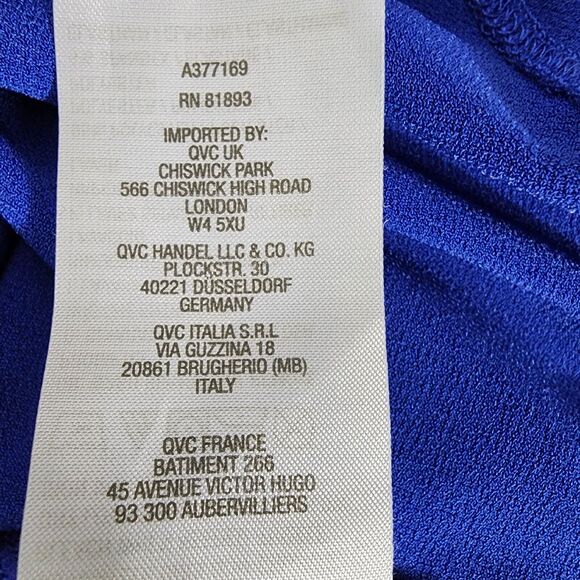 A377169
RN 81893
IMPORTED BY:
QVC UK
CHISWICK PARK
566 CHISWICK HIGH ROAD
LONDON
W4 5XU
QVC HANDEL LLC & CO. KG
PLOCKSTR. 30
40221 DÜSSELDORF
GERMANY
QVC ITALIA S.R.L
VIA GUZZINA 18
20861 BRUGHERIO (MB)
ITALY
QVC FRANCE
BATIMENT 266
45 AVENUE VICTOR HUGO
93 300 AUBERVILLIERS